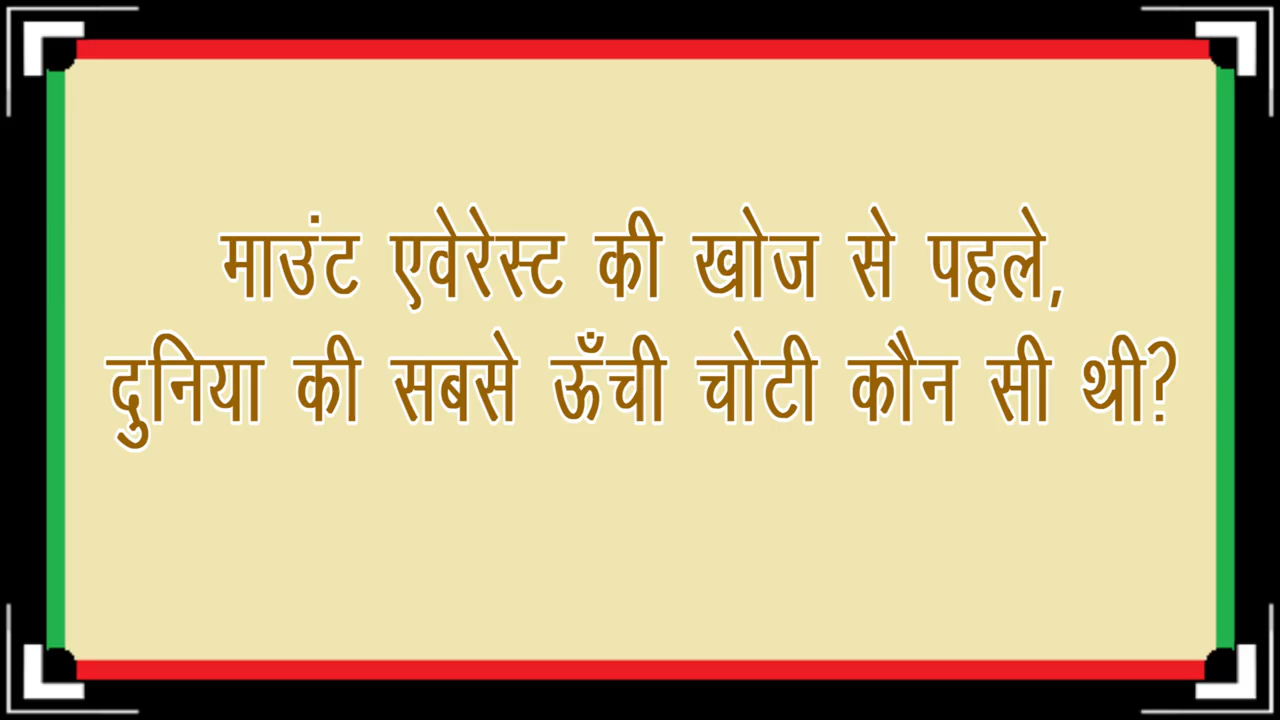 माउंट एवेरेस्ट की खोज से पहले,
दुनिया की सबसे ऊँची चोटी कौन सी थी?